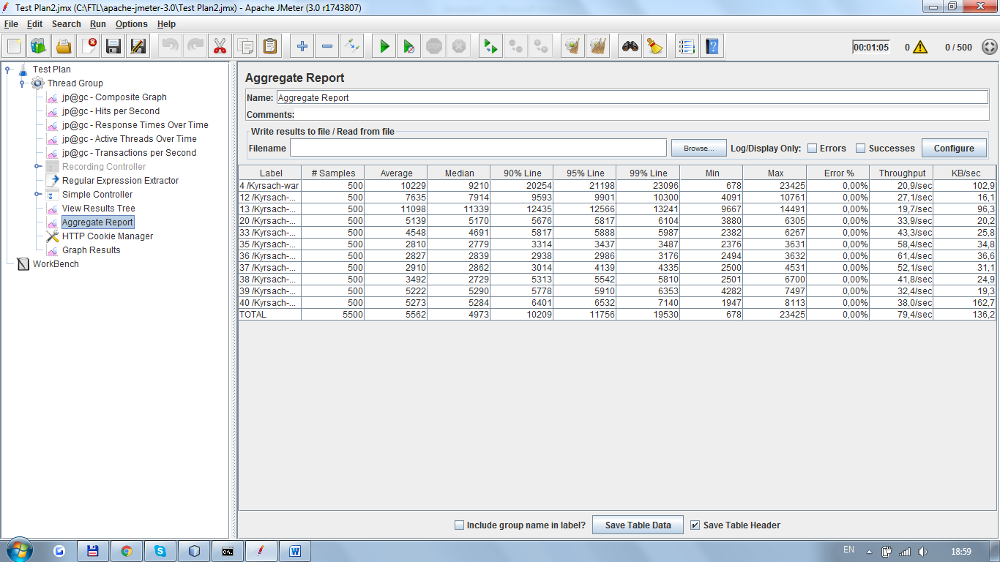 Test Plan2.jmx (C:\FTL\apache-jmeter-3.0\Test Plan2.jmx) - Apache JMeter (3.0 r1743807)
File Edit Search Run Options Help
00:01:05 0 0 / 500
Test Plan
Thread Group
jp@gc - Composite Graph
jp@gc - Hits per Second
jp@gc - Response Times Over Time
jp@gc - Active Threads Over Time
jp@gc - Transactions per Second
Recording Controller
Regular Expression Extractor
Simple Controller
View Results Tree
Aggregate Report
HTTP Cookie Manager
Graph Results
WorkBench
Aggregate Report
Name: Aggregate Report
Comments:
Write results to file / Read from file
Filename Browse... Log/Display Only: Errors Successes Configure
Label # Samples Average Median 90% Line 95% Line 99% Line Min Max Error % Throughput KB/sec
4 /Kyrsach-war 500 10229 9210 20254 21198 23096 678 23425 0,00% 20,9/sec 102,9
12 /Kyrsach-... 500 7635 7914 9593 9901 10300 4091 10761 0,00% 27,1/sec 16,1
13 /Kyrsach-... 500 11098 11339 12435 12566 13241 9667 14491 0,00% 19,7/sec 96,3
20 /Kyrsach-... 500 5139 5170 5676 5817 6104 3880 6305 0,00% 33,9/sec 20,2
33 /Kyrsach-... 500 4548 4691 5817 5888 5987 2382 6267 0,00% 43,3/sec 25,8
35 /Kyrsach-... 500 2810 2779 3314 3437 3487 2376 3631 0,00% 58,4/sec 34,8
36 /Kyrsach-... 500 2827 2839 2938 2986 3176 2494 3632 0,00% 61,4/sec 36,6
37 /Kyrsach-... 500 2910 2862 3014 4139 4335 2500 4531 0,00% 52,1/sec 31,1
38 /Kyrsach-... 500 3492 2729 5313 5542 5810 2501 6700 0,00% 41,8/sec 24,9
39 /Kyrsach-... 500 5222 5290 5778 5910 6353 4282 7497 0,00% 32,4/sec 19,3
40 /Kyrsach-... 500 5273 5284 6401 6532 7140 1947 8113 0,00% 38,0/sec 162,7
TOTAL 5500 5562 4973 10209 11756 19530 678 23425 0,00% 79,4/sec 136,2
Include group name in label? Save Table Data Save Table Header
EN 18:59